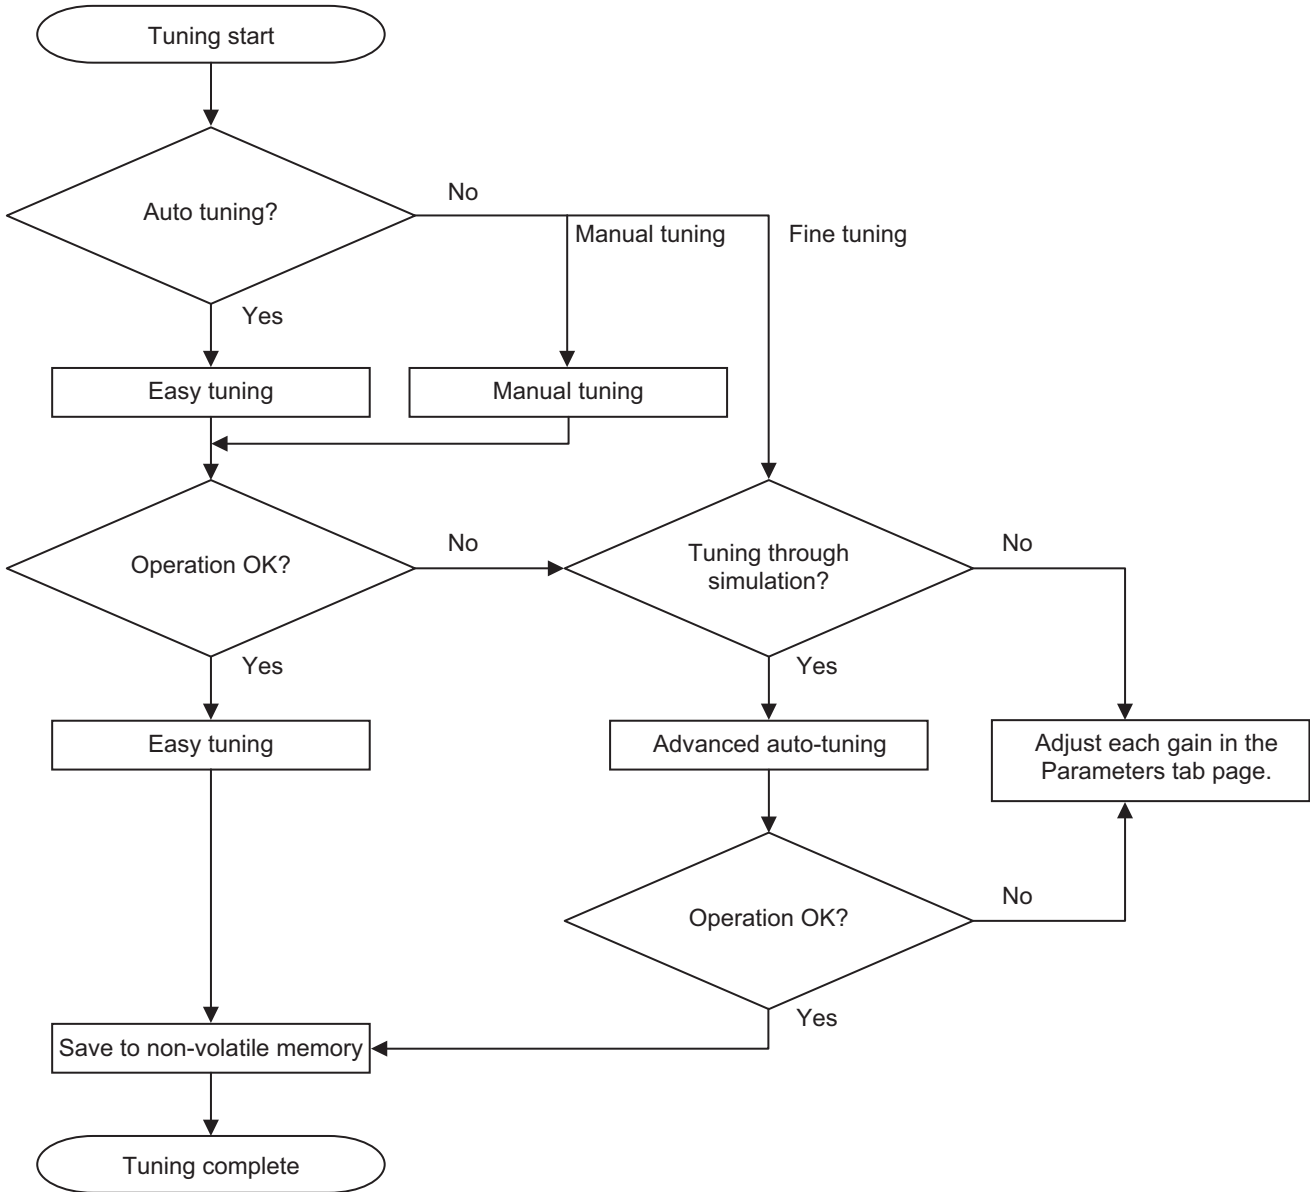 Tuning start
No
Auto tuning?
Manual tuning
Fine tuning
Yes
Easy tuning
Manual tuning
Operation OK?
No
Tuning through
simulation?
No
Yes
Yes
Easy tuning
Advanced auto-tuning
Adjust each gain in the
Parameters tab page.
Operation OK?
No
Yes
Save to non-volatile memory
Tuning complete